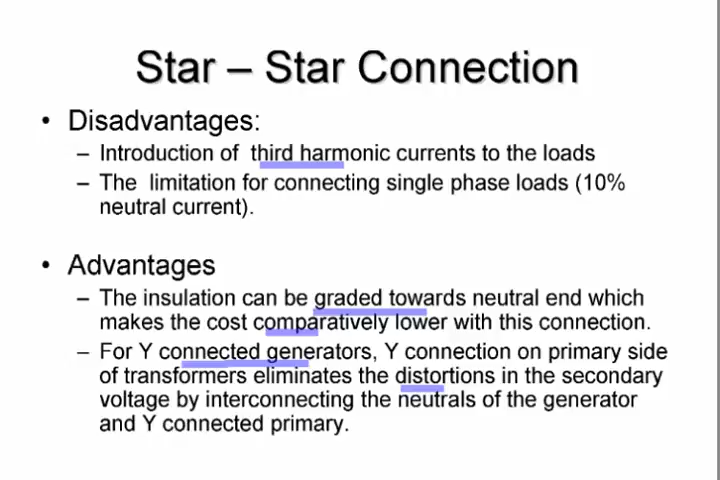 Star – Star Connection
• Disadvantages:
– Introduction of third harmonic currents to the loads
– The limitation for connecting single phase loads (10%
neutral current).
• Advantages
– The insulation can be graded towards neutral end which
makes the cost comparatively lower with this connection.
– For Y connected generators, Y connection on primary side
of transformers eliminates the distortions in the secondary
voltage by interconnecting the neutrals of the generator
and Y connected primary.